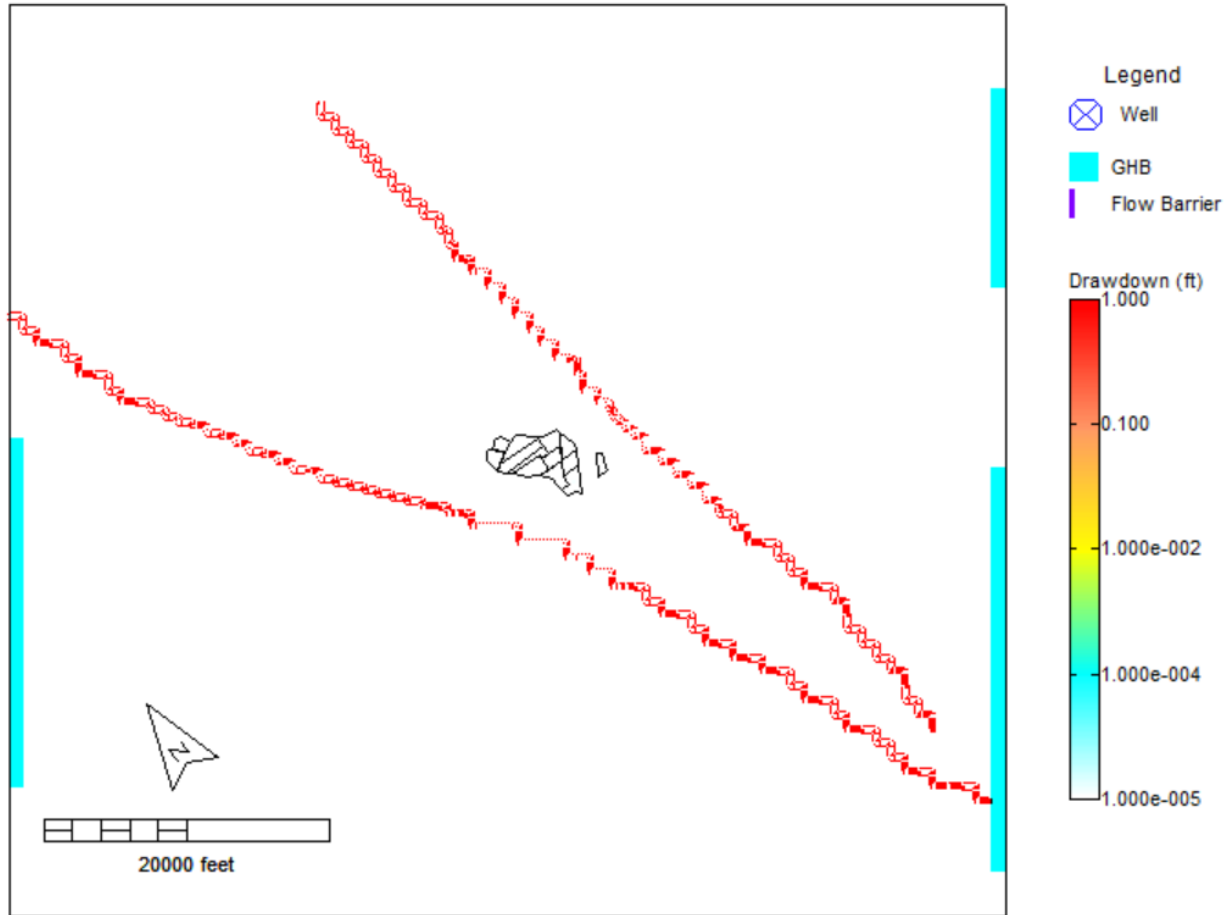 Legend
Well
GHB
Flow Barrier
Drawdown (ft)
1.000
0.100
1.000e-002
1.000e-004
1.000e-005
N
20000 feet